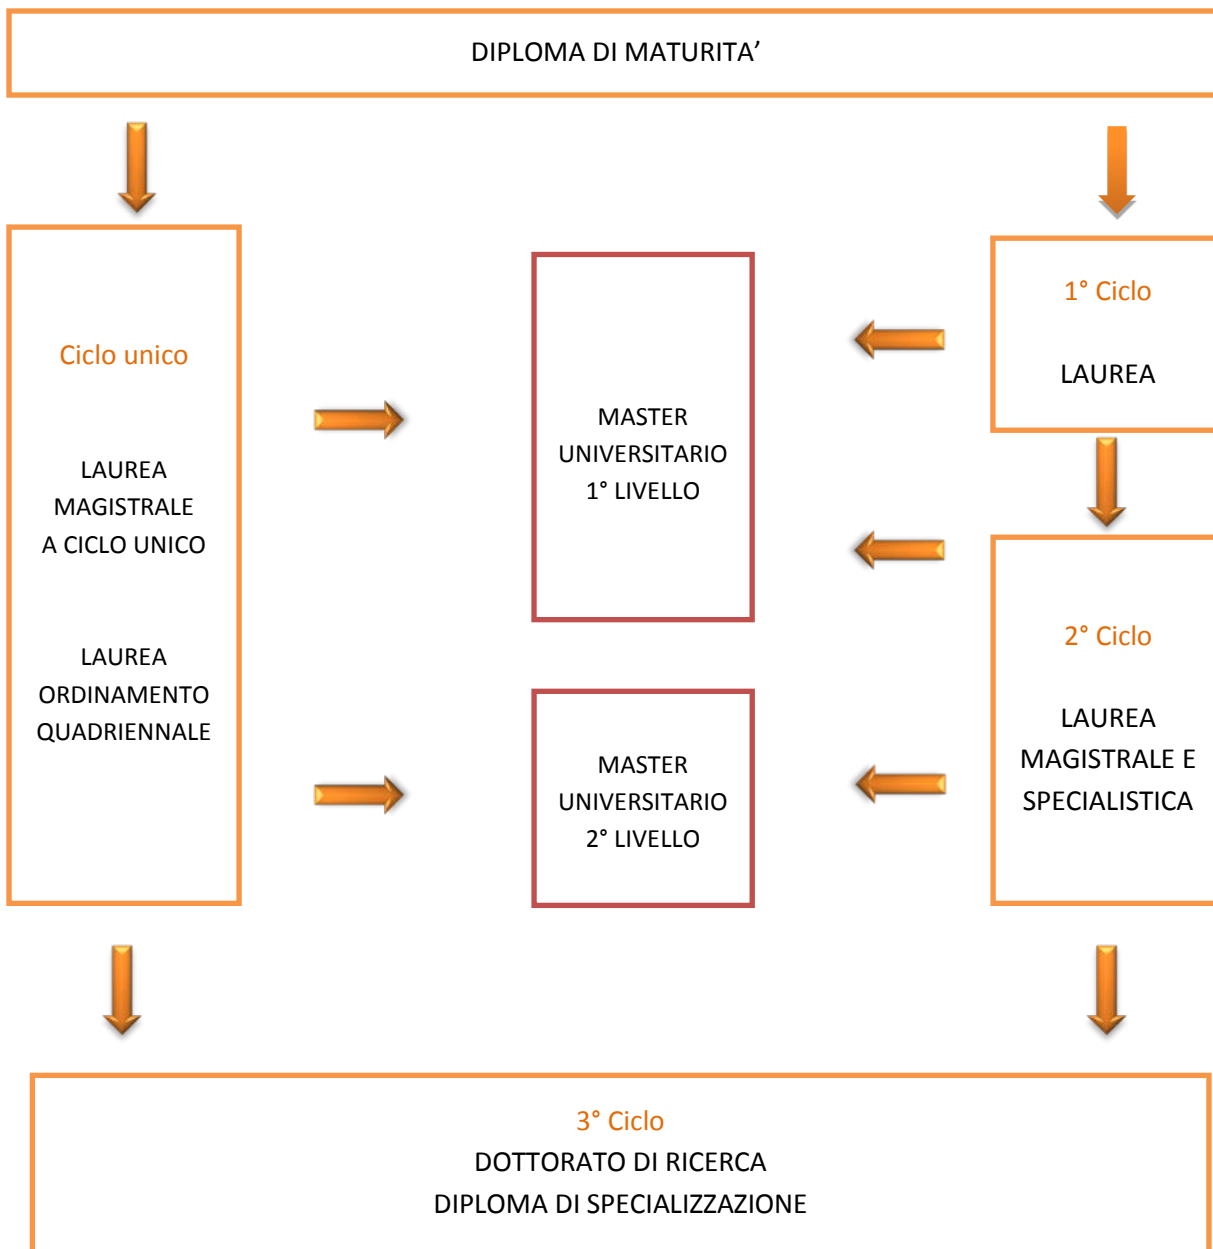 DIPLOMA DI MATURITA’
Ciclo unico
LAUREA
MAGISTRALE
A CICLO UNICO
LAUREA
ORDINAMENTO
QUADRIENNALE
MASTER
UNIVERSITARIO
1° LIVELLO
MASTER
UNIVERSITARIO
2° LIVELLO
1° Ciclo
LAUREA
2° Ciclo
LAUREA
MAGISTRALE E
SPECIALISTICA
3° Ciclo
DOTTORATO DI RICERCA
DIPLOMA DI SPECIALIZZAZIONE